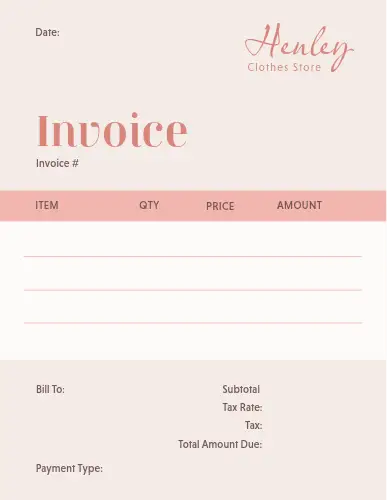 Date:
Henley
Clothes Store
Invoice
Invoice #
ITEM QTY PRICE AMOUNT
Bill To:
Subtotal
Tax Rate:
Tax:
Total Amount Due:
Payment Type: